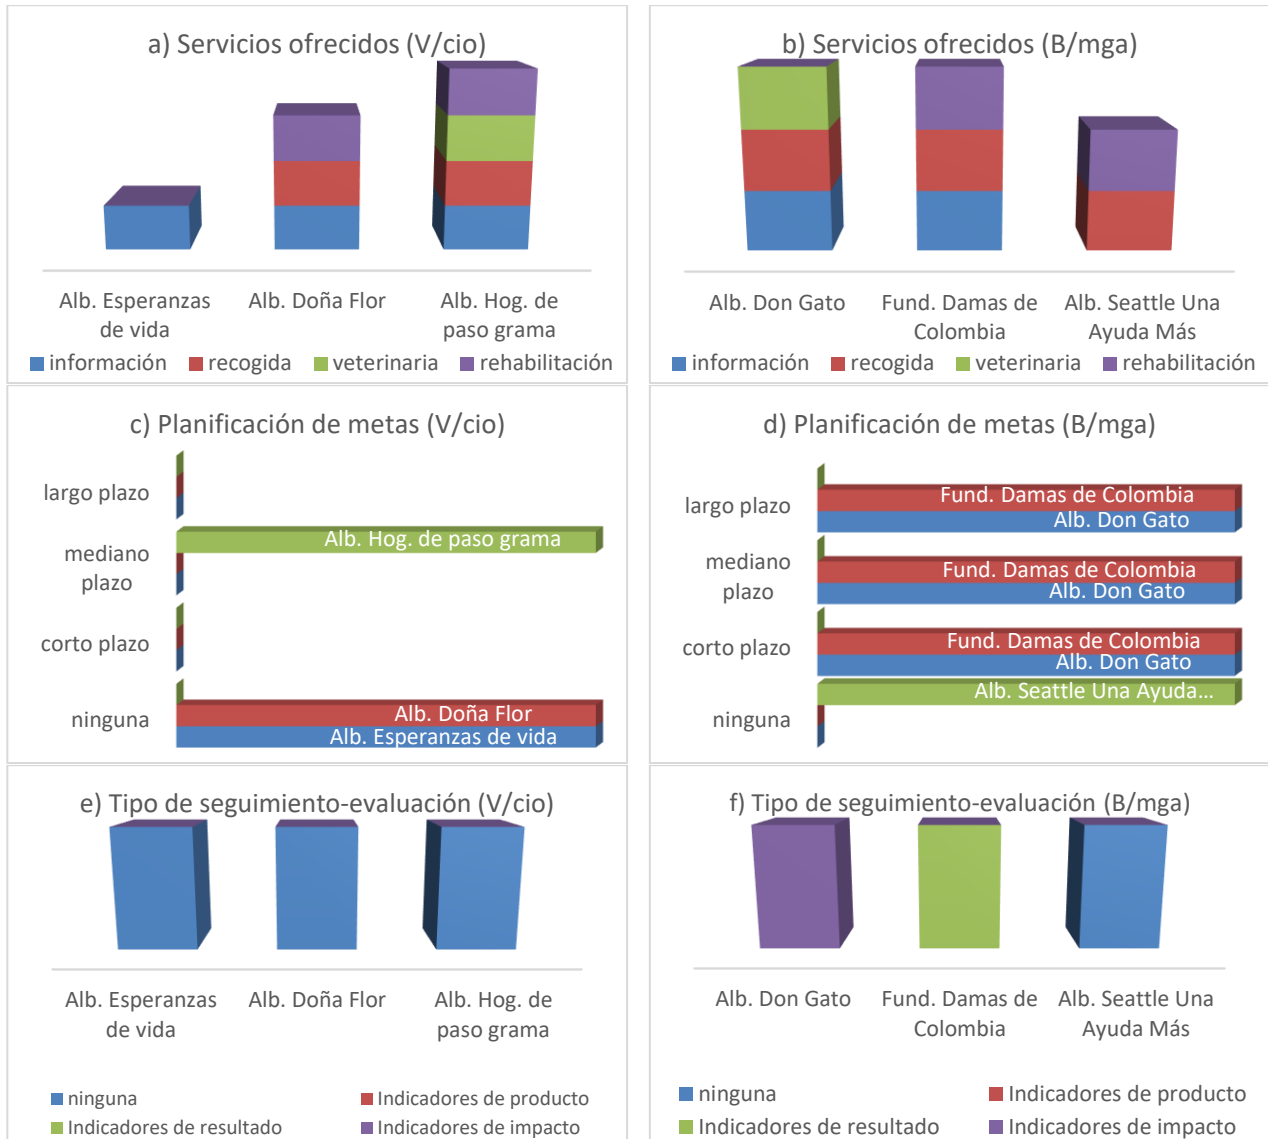 a) Servicios ofrecidos (V/cio)
Alb. Esperanzas
de vida
Alb. Doña Flor
Alb. Hog. de
paso grama
información
recogida
veterinaria
rehabilitación
b) Servicios ofrecidos (B/mga)
Alb. Don Gato
Fund. Damas de
Colombia
Alb. Seattle Una
Ayuda Más
información
recogida
veterinaria
rehabilitación
c) Planificación de metas (V/cio)
largo plazo
mediano
plazo
Alb. Hog. de paso grama
corto plazo
ninguna
Alb. Doña Flor
Alb. Esperanzas de vida
d) Planificación de metas (B/mga)
largo plazo
Fund. Damas de Colombia
Alb. Don Gato
mediano
plazo
Fund. Damas de Colombia
Alb. Don Gato
corto plazo
Fund. Damas de Colombia
Alb. Don Gato
ninguna
Alb. Seattle Una Ayuda...
e) Tipo de seguimiento-evaluación (V/cio)
Alb. Esperanzas
de vida
Alb. Doña Flor
Alb. Hog. de
paso grama
ninguna
Indicadores de producto
Indicadores de resultado
Indicadores de impacto
f) Tipo de seguimiento-evaluación (B/mga)
Alb. Don Gato
Fund. Damas de
Colombia
Alb. Seattle Una
Ayuda Más
ninguna
Indicadores de producto
Indicadores de resultado
Indicadores de impacto